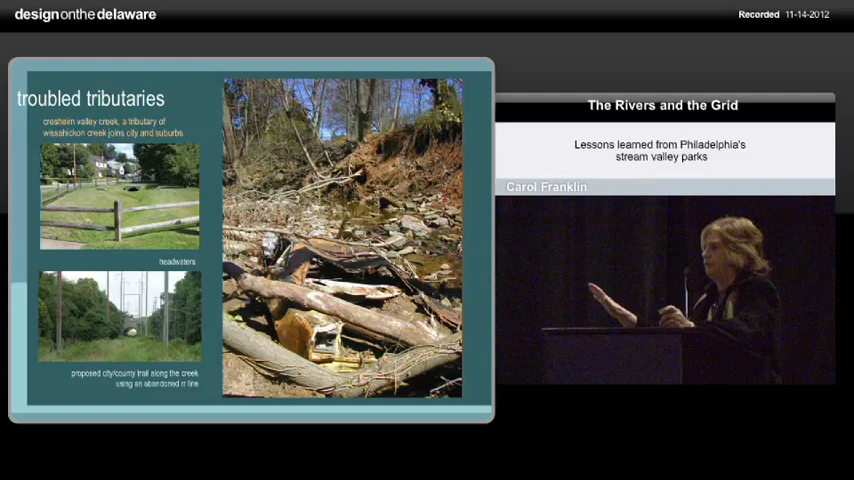 designonthedelaware
Recorded 11-14-2012
troubled tributaries
cresheim valley creek, a tributary of
wissahickon creek joins city and suburbs
headwaters
proposed city/county trail along the creek
using an abandoned rr line
The Rivers and the Grid
Lessons learned from Philadelphia's
stream valley parks
Carol Franklin